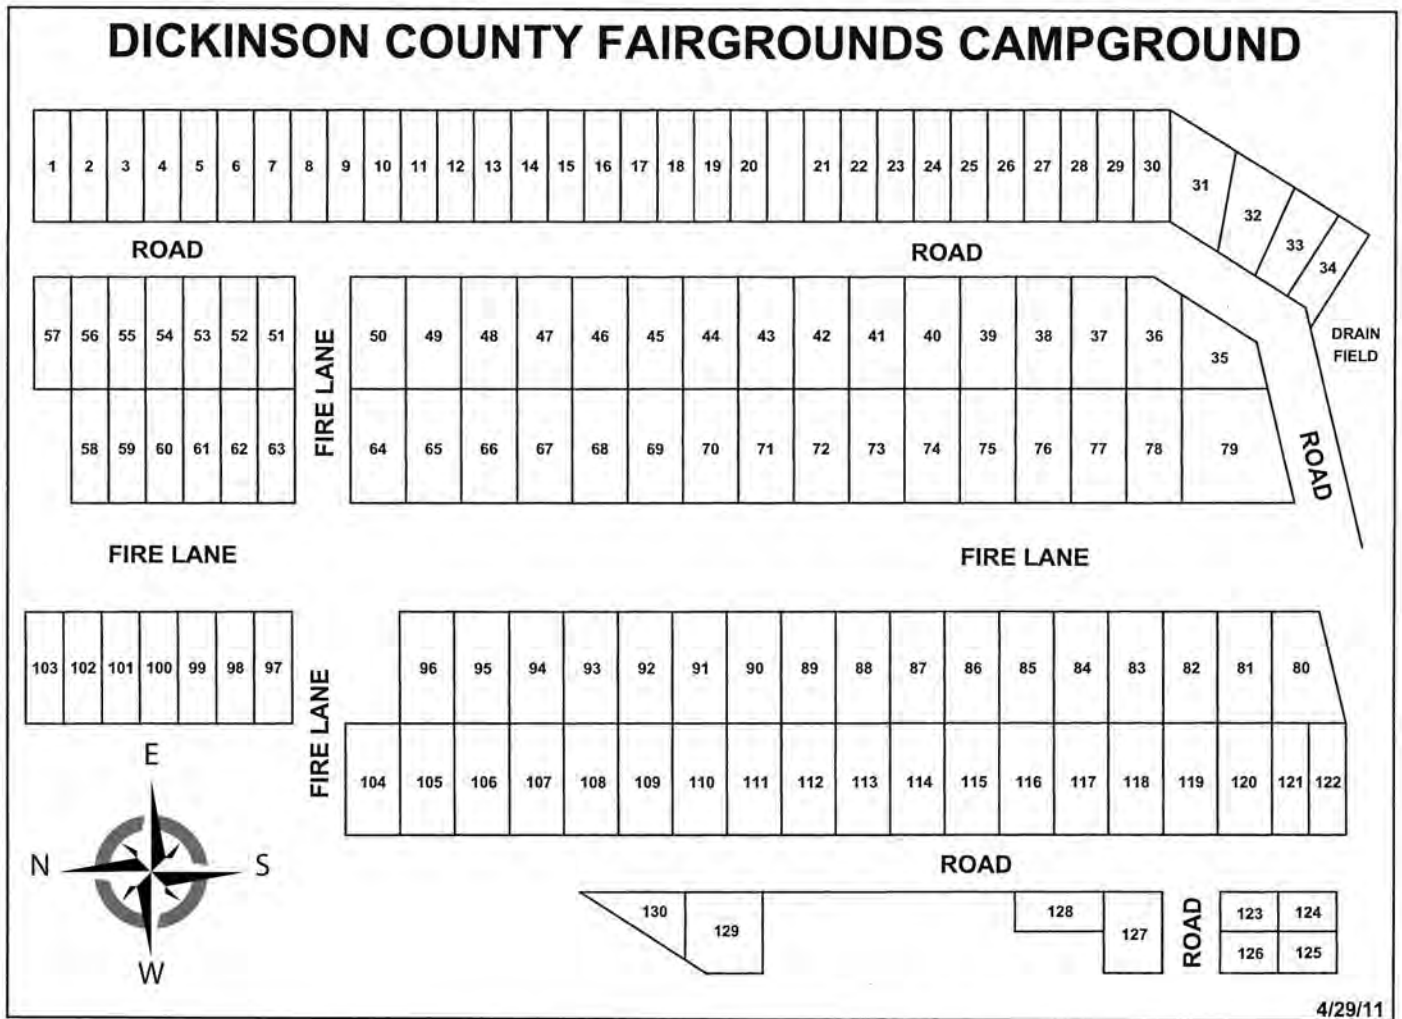 DICKINSON COUNTY FAIRGROUNDS CAMPGROUND
1 2 3 4 5 6 7 8 9 10 11 12 13 14 15 16 17 18 19 20 21 22 23 24 25 26 27 28 29 30 31
32
33
34
ROAD ROAD
57 56 55 54 53 52 51 50 49 48 47 46 45 44 43 42 41 40 39 38 37 36
DRAIN
FIELD
35
FIRE LANE
58 59 60 61 62 63 64 65 66 67 68 69 70 71 72 73 74 75 76 77 78 79
ROAD
FIRE LANE FIRE LANE
103 102 101 100 99 98 97 96 95 94 93 92 91 90 89 88 87 86 85 84 83 82 81 80
FIRE LANE
104 105 106 107 108 109 110 111 112 113 114 115 116 117 118 119 120 121 122
E
N S
W
ROAD
130 128 123 124
129 127
ROAD
126 125
4/29/11